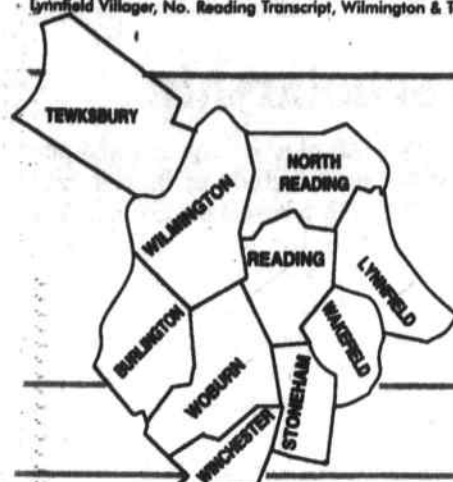 Lynnfield Villager, No. Reading Transcript, Wilmington & T
TEWKSBURY
NORTH
READING
WILMINGTON
READING
LYNNFIELD
BURLINGTON
WAKEFIELD
WOBURN
STONEHAM
WINCHESTER